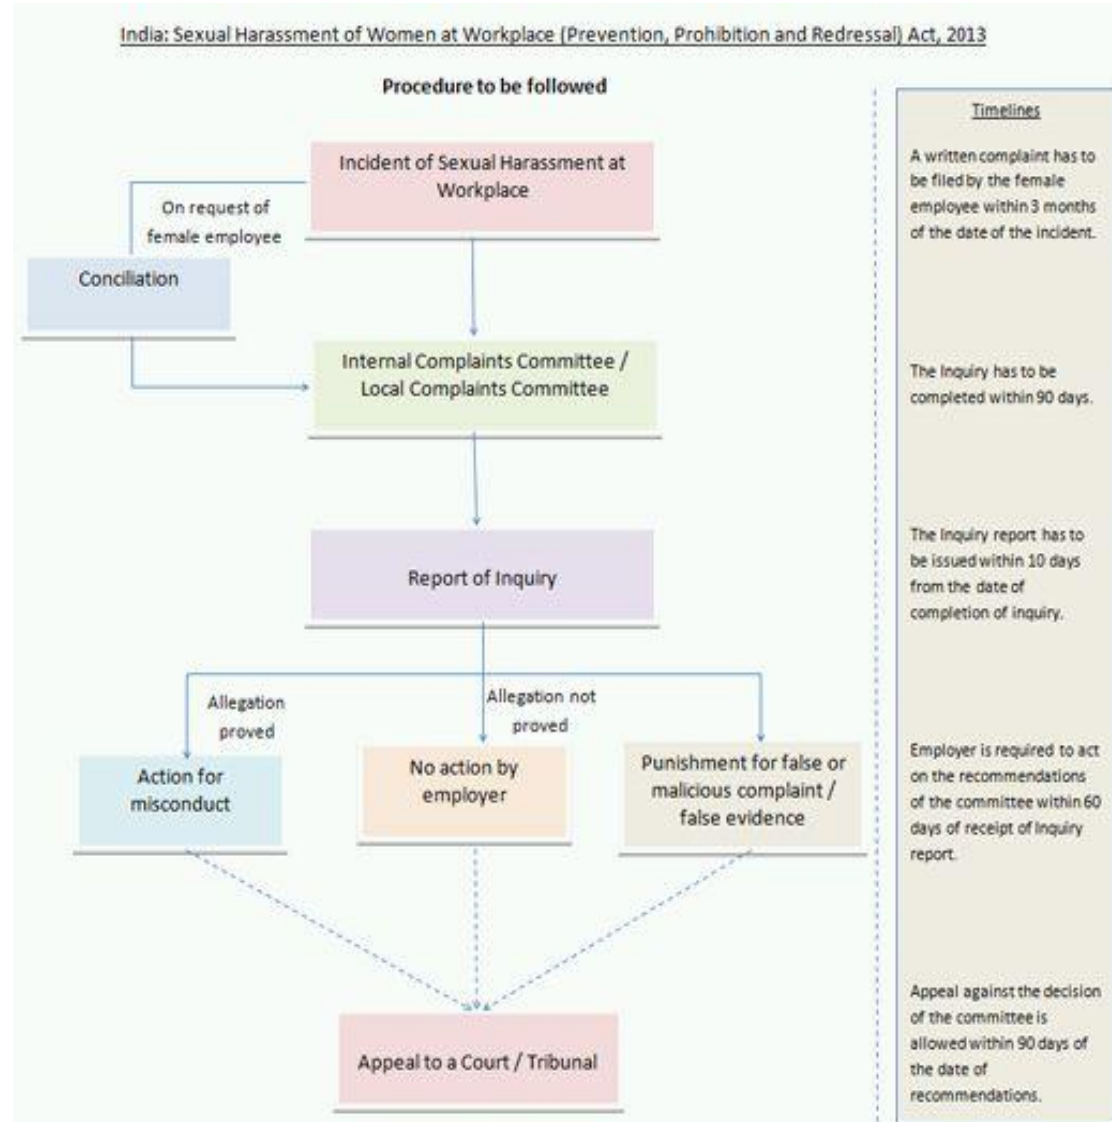 India: Sexual Harassment of Women at Workplace (Prevention, Prohibition and Redressal) Act, 2013
Procedure to be followed
Incident of Sexual Harassment at
Workplace
On request of
female employee
Conciliation
Internal Complaints Committee /
Local Complaints Committee
Report of Inquiry
Allegation
proved
Allegation not
proved
Action for
misconduct
No action by
employer
Punishment for false or
malicious complaint /
false evidence
Appeal to a Court / Tribunal
Timelines
A written complaint has to
be filed by the female
employee within 3 months
of the date of the incident.
The Inquiry has to be
completed within 90 days.
The Inquiry report has to
be issued within 10 days
from the date of
completion of inquiry.
Employer is required to act
on the recommendations
of the committee within 60
days of receipt of Inquiry
report.
Appeal against the decision
of the committee is
allowed within 90 days of
the date of
recommendations.